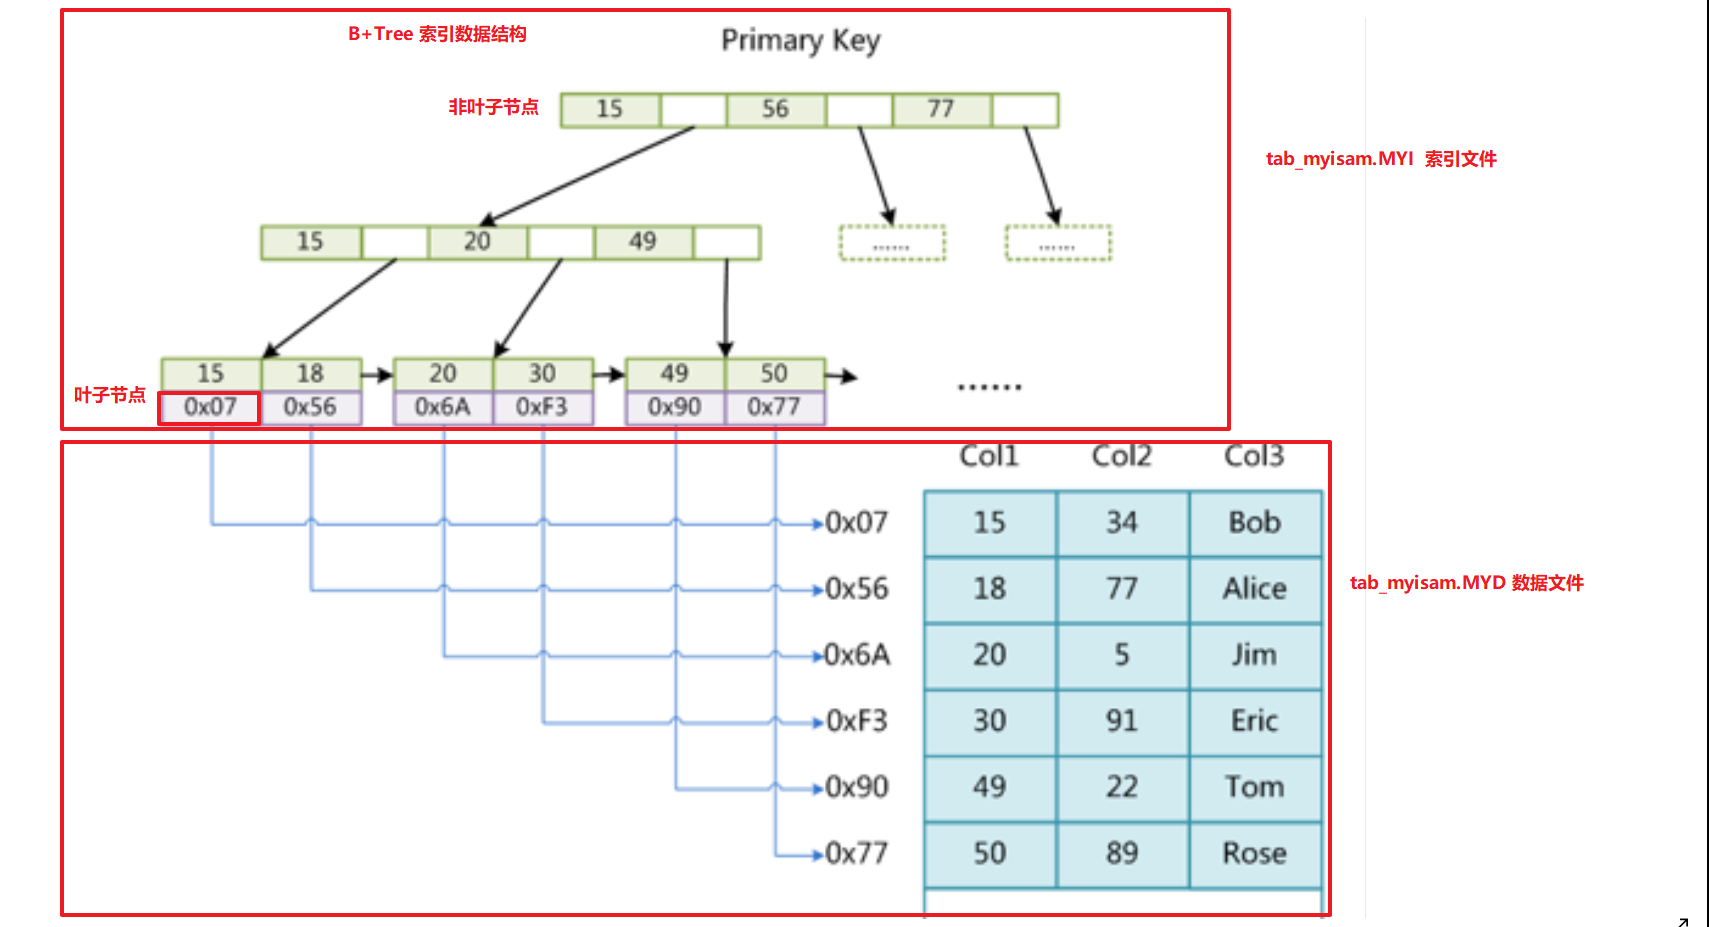 B+Tree 索引数据结构
Primary Key
非叶子节点
15 56 77
tab_myisam.MYI 索引文件
15 20 49 ...... ......
叶子节点
15 18 20 30 49 50 ......
0x07 0x56 0x6A 0xF3 0x90 0x77
Col1 Col2 Col3
0x07 15 34 Bob
0x56 18 77 Alice
tab_myisam.MYD 数据文件
0x6A 20 5 Jim
0xF3 30 91 Eric
0x90 49 22 Tom
0x77 50 89 Rose